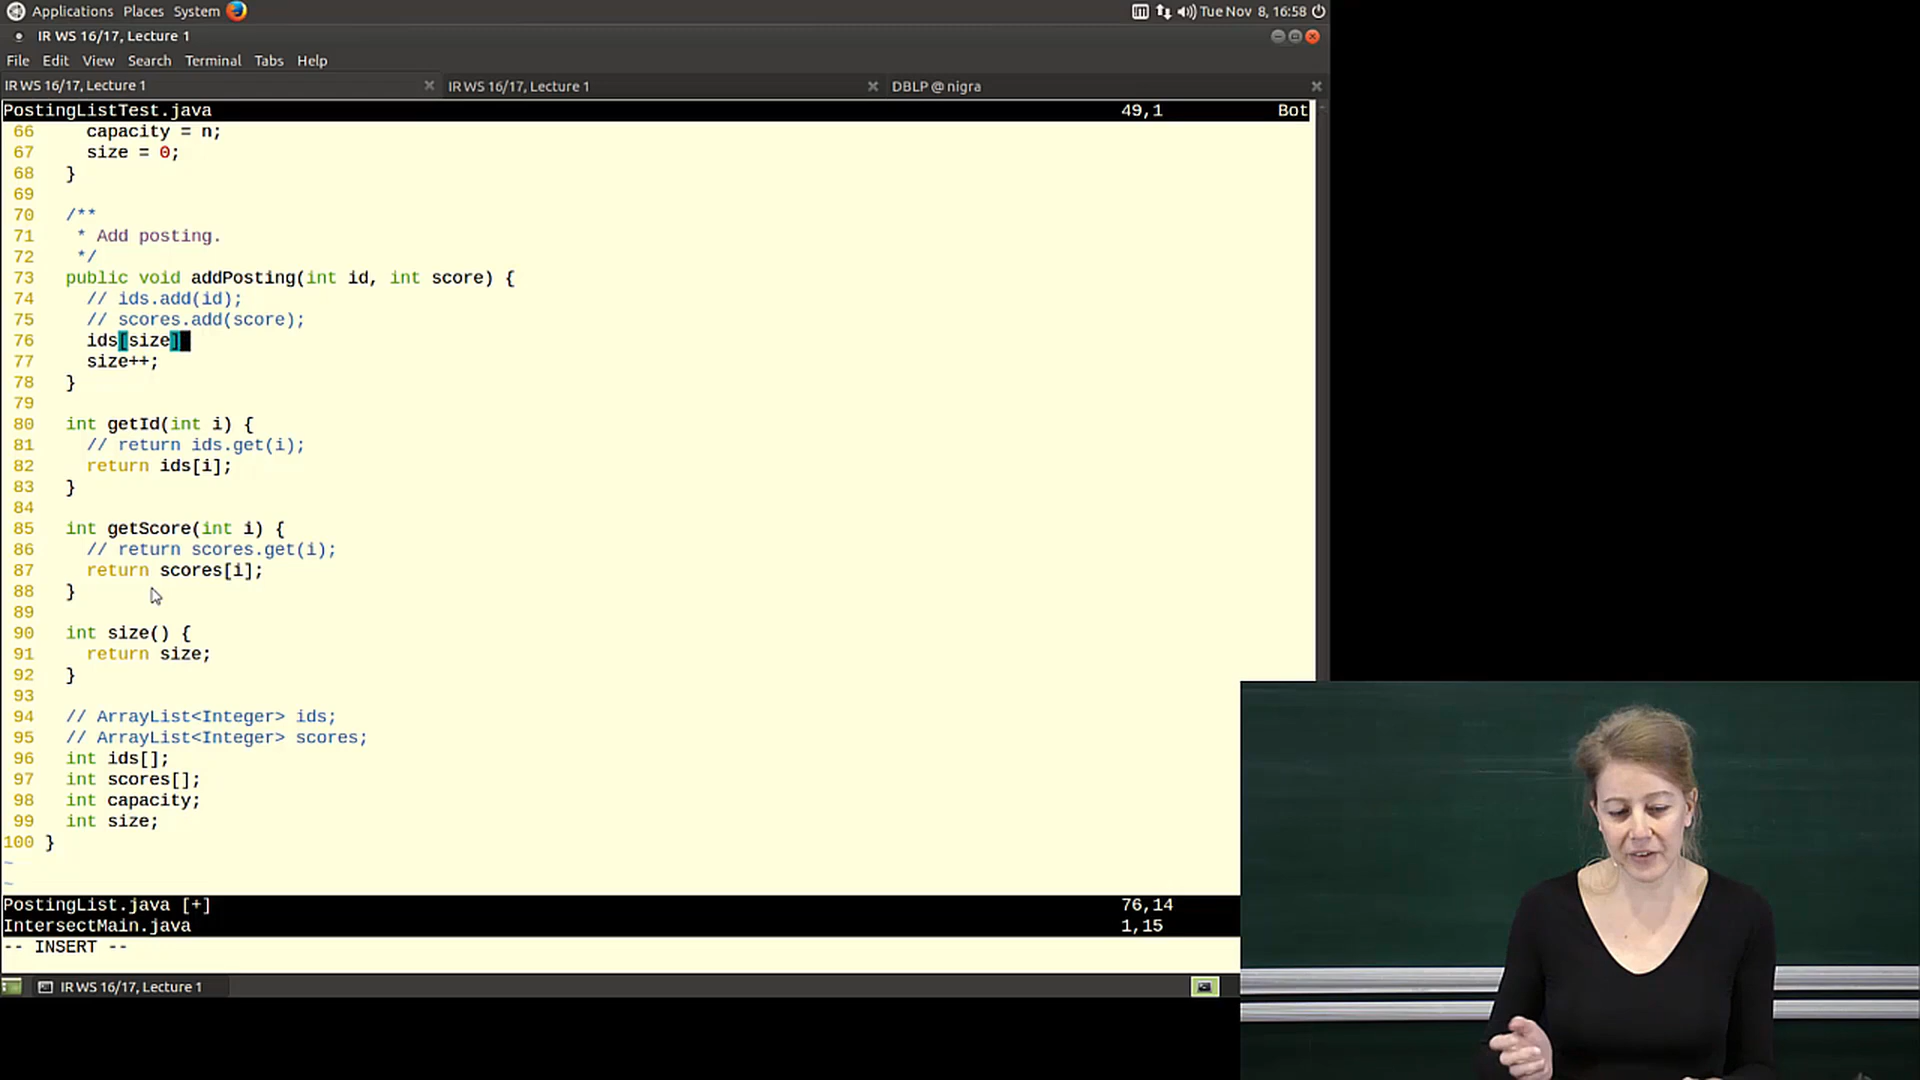 Applications Places System Tue Nov 8, 16:58
IR WS 16/17, Lecture 1
File Edit View Search Terminal Tabs Help
IR WS 16/17, Lecture 1 IR WS 16/17, Lecture 1 DBLP @ nigra
PostingListTest.java 49,1 Bot
66 capacity = n;
67 size = 0;
68 }
69
70 /**
71 * Add posting.
72 */
73 public void addPosting(int id, int score) {
74 // ids.add(id);
75 // scores.add(score);
76 ids[size]
77 size++;
78 }
79
80 int getId(int i) {
81 // return ids.get(i);
82 return ids[i];
83 }
84
85 int getScore(int i) {
86 // return scores.get(i);
87 return scores[i];
88 }
89
90 int size() {
91 return size;
92 }
93
94 // ArrayList<Integer> ids;
95 // ArrayList<Integer> scores;
96 int ids[];
97 int scores[];
98 int capacity;
99 int size;
100 }
~
~
PostingList.java [+] 76,14
IntersectMain.java 1,15
-- INSERT --
IR WS 16/17, Lecture 1